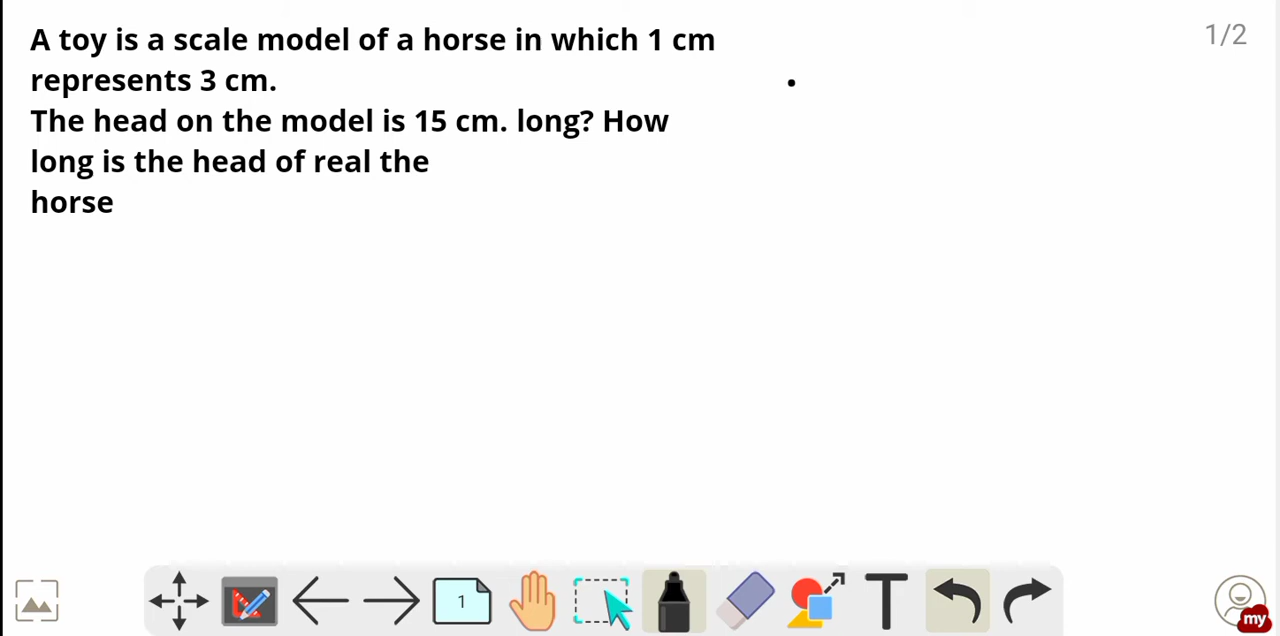 A toy is a scale model of a horse in which 1 cm
represents 3 cm.
The head on the model is 15 cm. long? How
long is the head of real the
horse
1/2
1
my